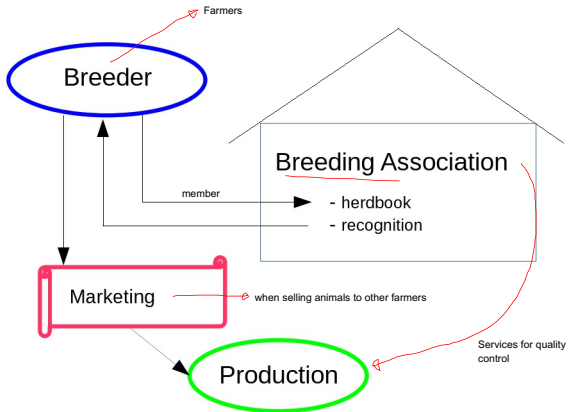 Farmers
Breeder
Breeding Association
member
- herdbook
- recognition
Marketing
when selling animals to other farmers
Services for quality
control
Production